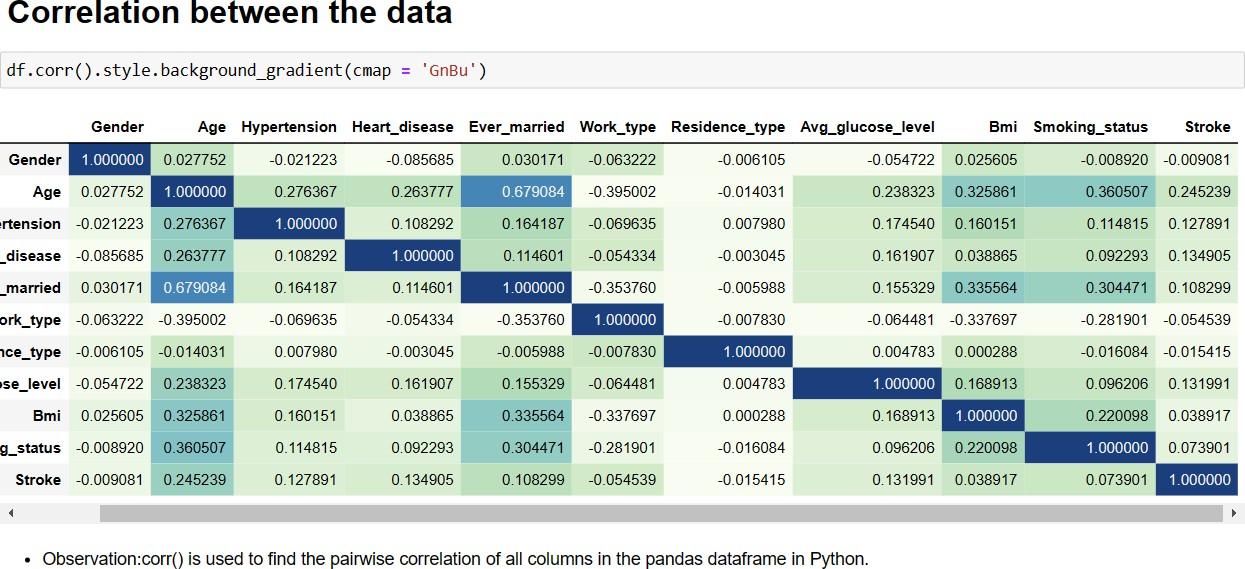 Correlation between the data
df.corr().style.background_gradient(cmap = 'GnBu')
Gender Age Hypertension Heart_disease Ever_married Work_type Residence_type Avg_glucose_level Bmi Smoking_status Stroke
Gender 1.000000 0.027752 -0.021223 -0.085685 0.030171 -0.063222 -0.006105 -0.054722 0.025605 -0.008920 -0.009081
Age 0.027752 1.000000 0.276367 0.263777 0.679084 -0.395002 -0.014031 0.238323 0.325861 0.360507 0.245239
ertension -0.021223 0.276367 1.000000 0.108292 0.164187 -0.069635 0.007980 0.174540 0.160151 0.114815 0.127891
_disease -0.085685 0.263777 0.108292 1.000000 0.114601 -0.054334 -0.003045 0.161907 0.038865 0.092293 0.134905
_married 0.030171 0.679084 0.164187 0.114601 1.000000 -0.353760 -0.005988 0.155329 0.335564 0.304471 0.108299
ork_type -0.063222 -0.395002 -0.069635 -0.054334 -0.353760 1.000000 -0.007830 -0.064481 -0.337697 -0.281901 -0.054539
nce_type -0.006105 -0.014031 0.007980 -0.003045 -0.005988 -0.007830 1.000000 0.004783 0.000288 -0.016084 -0.015415
ose_level -0.054722 0.238323 0.174540 0.161907 0.155329 -0.064481 0.004783 1.000000 0.168913 0.096206 0.131991
Bmi 0.025605 0.325861 0.160151 0.038865 0.335564 -0.337697 0.000288 0.168913 1.000000 0.220098 0.038917
g_status -0.008920 0.360507 0.114815 0.092293 0.304471 -0.281901 -0.016084 0.096206 0.220098 1.000000 0.073901
Stroke -0.009081 0.245239 0.127891 0.134905 0.108299 -0.054539 -0.015415 0.131991 0.038917 0.073901 1.000000
• Observation:corr() is used to find the pairwise correlation of all columns in the pandas dataframe in Python.